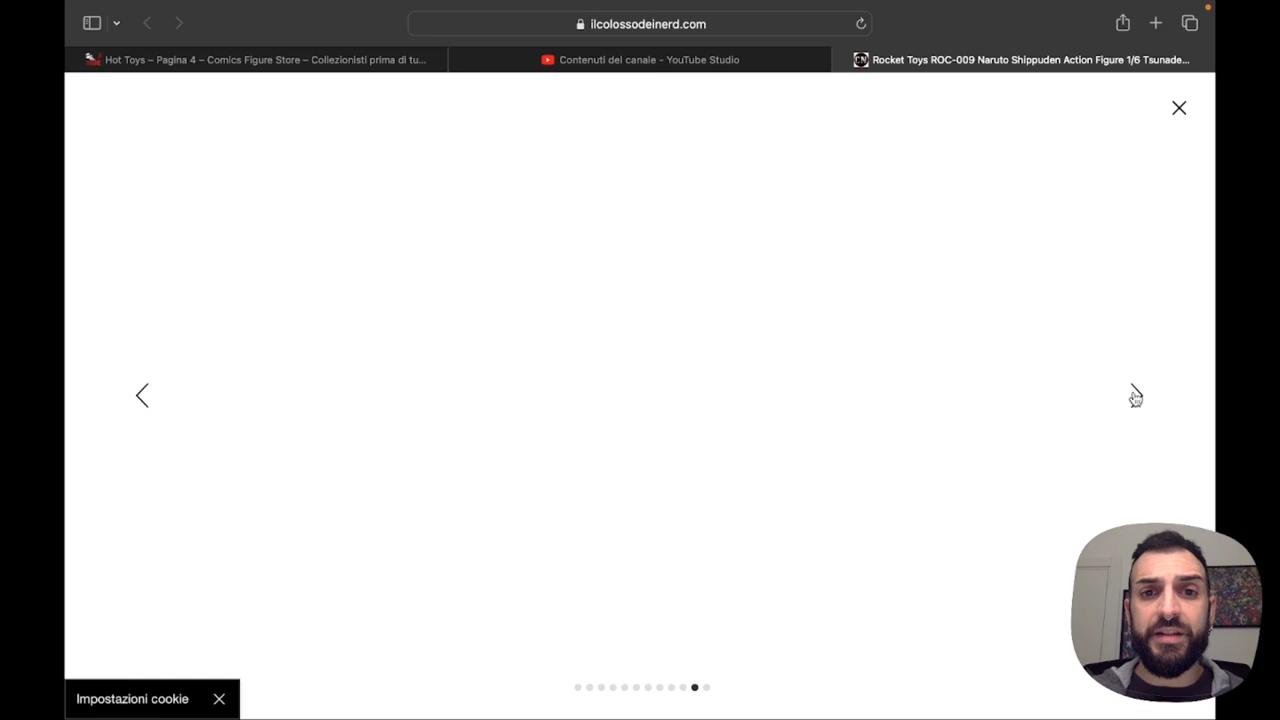 ilcolossodeinerd.com
Hot Toys – Pagina 4 – Comics Figure Store – Collezionisti prima di tu...
Contenuti del canale - YouTube Studio
CN
Rocket Toys ROC-009 Naruto Shippuden Action Figure 1/6 Tsunade...
Impostazioni cookie